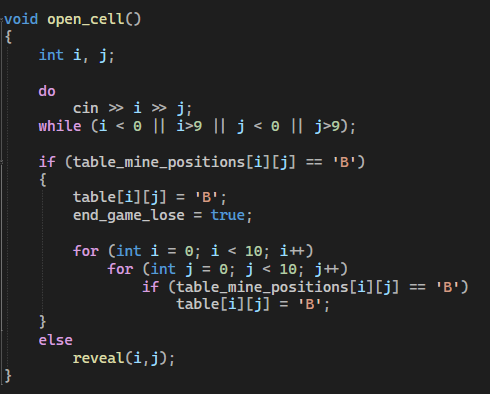 void open_cell()
{
    int i, j;

    do
        cin >> i >> j;
    while (i < 0 || i>9 || j < 0 || j>9);

    if (table_mine_positions[i][j] == 'B')
    {
        table[i][j] = 'B';
        end_game_lose = true;

        for (int i = 0; i < 10; i++)
            for (int j = 0; j < 10; j++)
                if (table_mine_positions[i][j] == 'B')
                    table[i][j] = 'B';
    }
    else
        reveal(i,j);
}